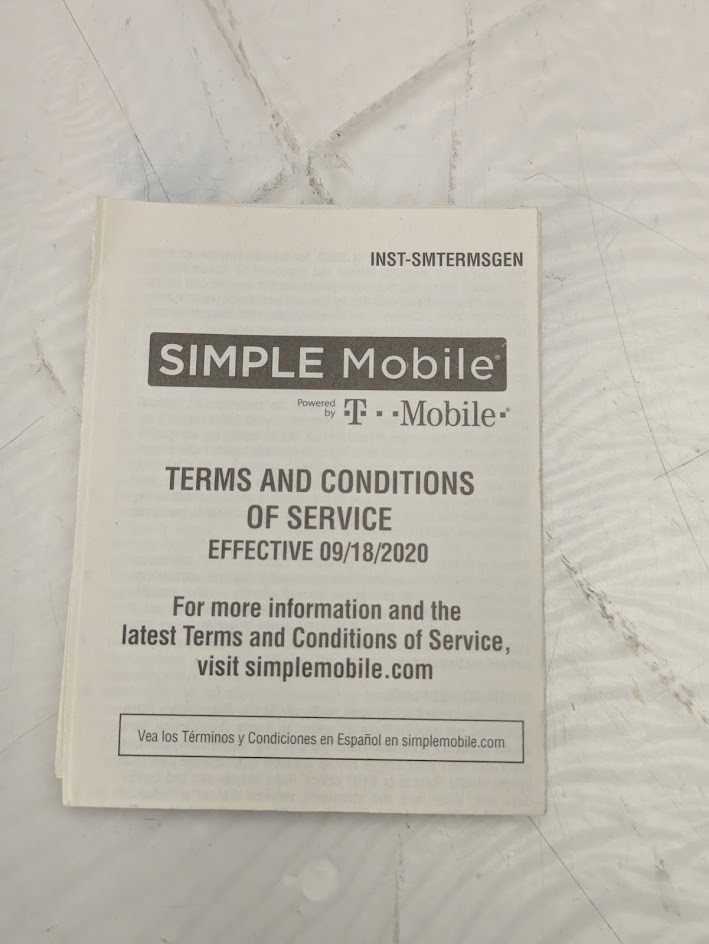 INST-SMTERMSGEN
SIMPLE Mobile®
Powered
by T··Mobile·®
TERMS AND CONDITIONS
OF SERVICE
EFFECTIVE 09/18/2020
For more information and the
latest Terms and Conditions of Service,
visit simplemobile.com
Vea los Términos y Condiciones en Español en simplemobile.com